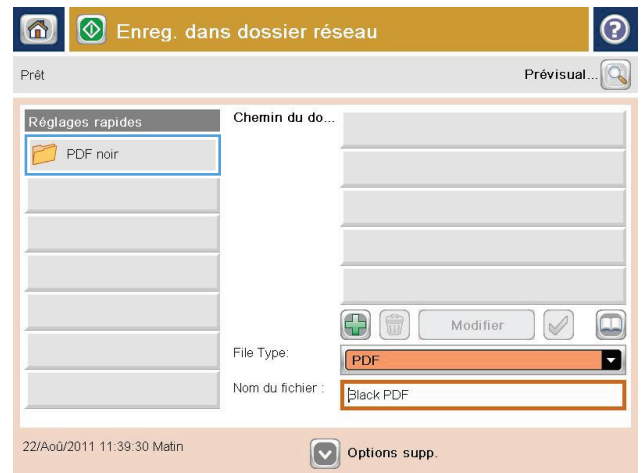 Enreg. dans dossier réseau
Prêt
Prévisual...
Réglages rapides
PDF noir
Chemin du do...
Modifier
File Type:
PDF
Nom du fichier :
Black PDF
22/Aoû/2011 11:39:30 Matin
Options supp.